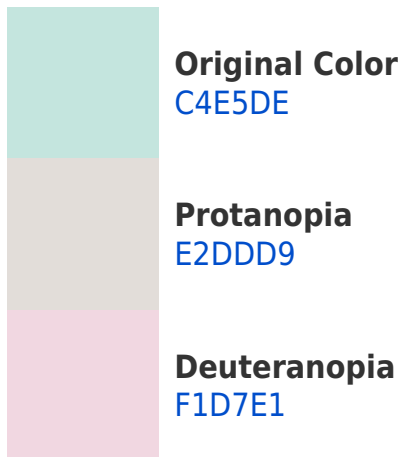 Original Color
C4E5DE
Protanopia
E2DDD9
Deuteranopia
F1D7E1